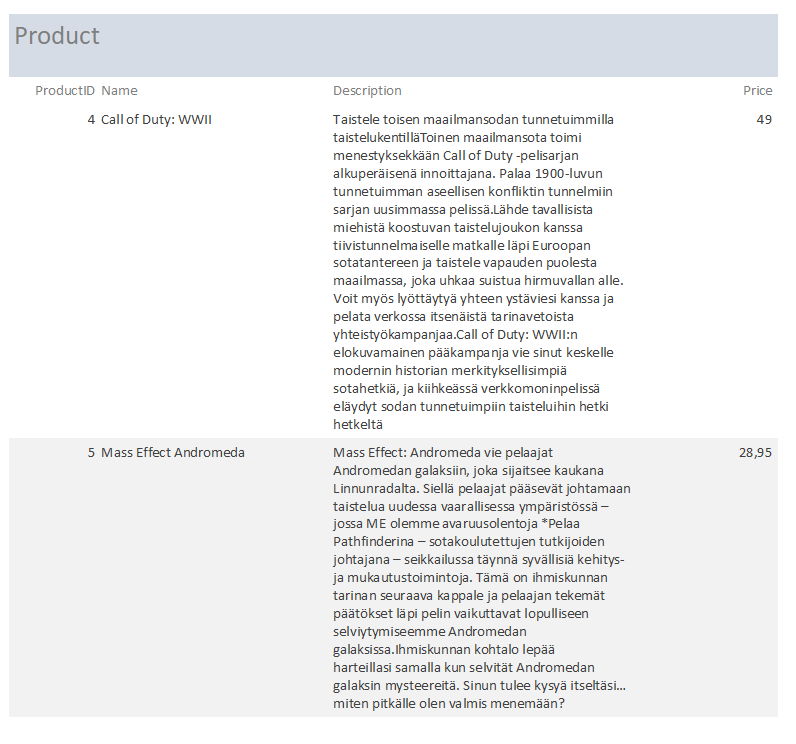 Product
ProductID Name Description Price
4 Call of Duty: WWII Taistele toisen maailmansodan tunnetuimmilla 49
taistelukentilläToinen maailmansota toimi
menestyksekkään Call of Duty -pelisarjan
alkuperäisenä innoittajana. Palaa 1900-luvun
tunnetuimman aseellisen konfliktin tunnelmiin
sarjan uusimmassa pelissä.Lähde tavallisista
miehistä koostuvan taistelujoukon kanssa
tiivistunnelmaiselle matkalle läpi Euroopan
sotatantereen ja taistele vapauden puolesta
maailmassa, joka uhkaa suistua hirmuvallan alle.
Voit myös lyöttäytyä yhteen ystäviesi kanssa ja
pelata verkossa itsenäistä tarinavetoista
yhteistyökampanjaa.Call of Duty: WWII:n
elokuvamainen pääkampanja vie sinut keskelle
modernin historian merkityksellisimpiä
sotahetkiä, ja kiihkeässä verkkomoninpelissä
eläydyt sodan tunnetuimpiin taisteluihin hetki
hetkeltä
5 Mass Effect Andromeda Mass Effect: Andromeda vie pelaajat 28,95
Andromedan galaksiin, joka sijaitsee kaukana
Linnunradalta. Siellä pelaajat pääsevät johtamaan
taistelua uudessa vaarallisessa ympäristössä –
jossa ME olemme avaruusolentoja *Pelaa
Pathfinderina – sotakoulutettujen tutkijoiden
johtajana – seikkailussa täynnä syvällisiä kehitys-
ja mukautustoimintoja. Tämä on ihmiskunnan
tarinan seuraava kappale ja pelaajan tekemät
päätökset läpi pelin vaikuttavat lopulliseen
selviytymiseemme Andromedan
galaksissa.Ihmiskunnan kohtalo lepää
harteillasi samalla kun selvität Andromedan
galaksin mysteereitä. Sinun tulee kysyä itseltäsi…
miten pitkälle olen valmis menemään?